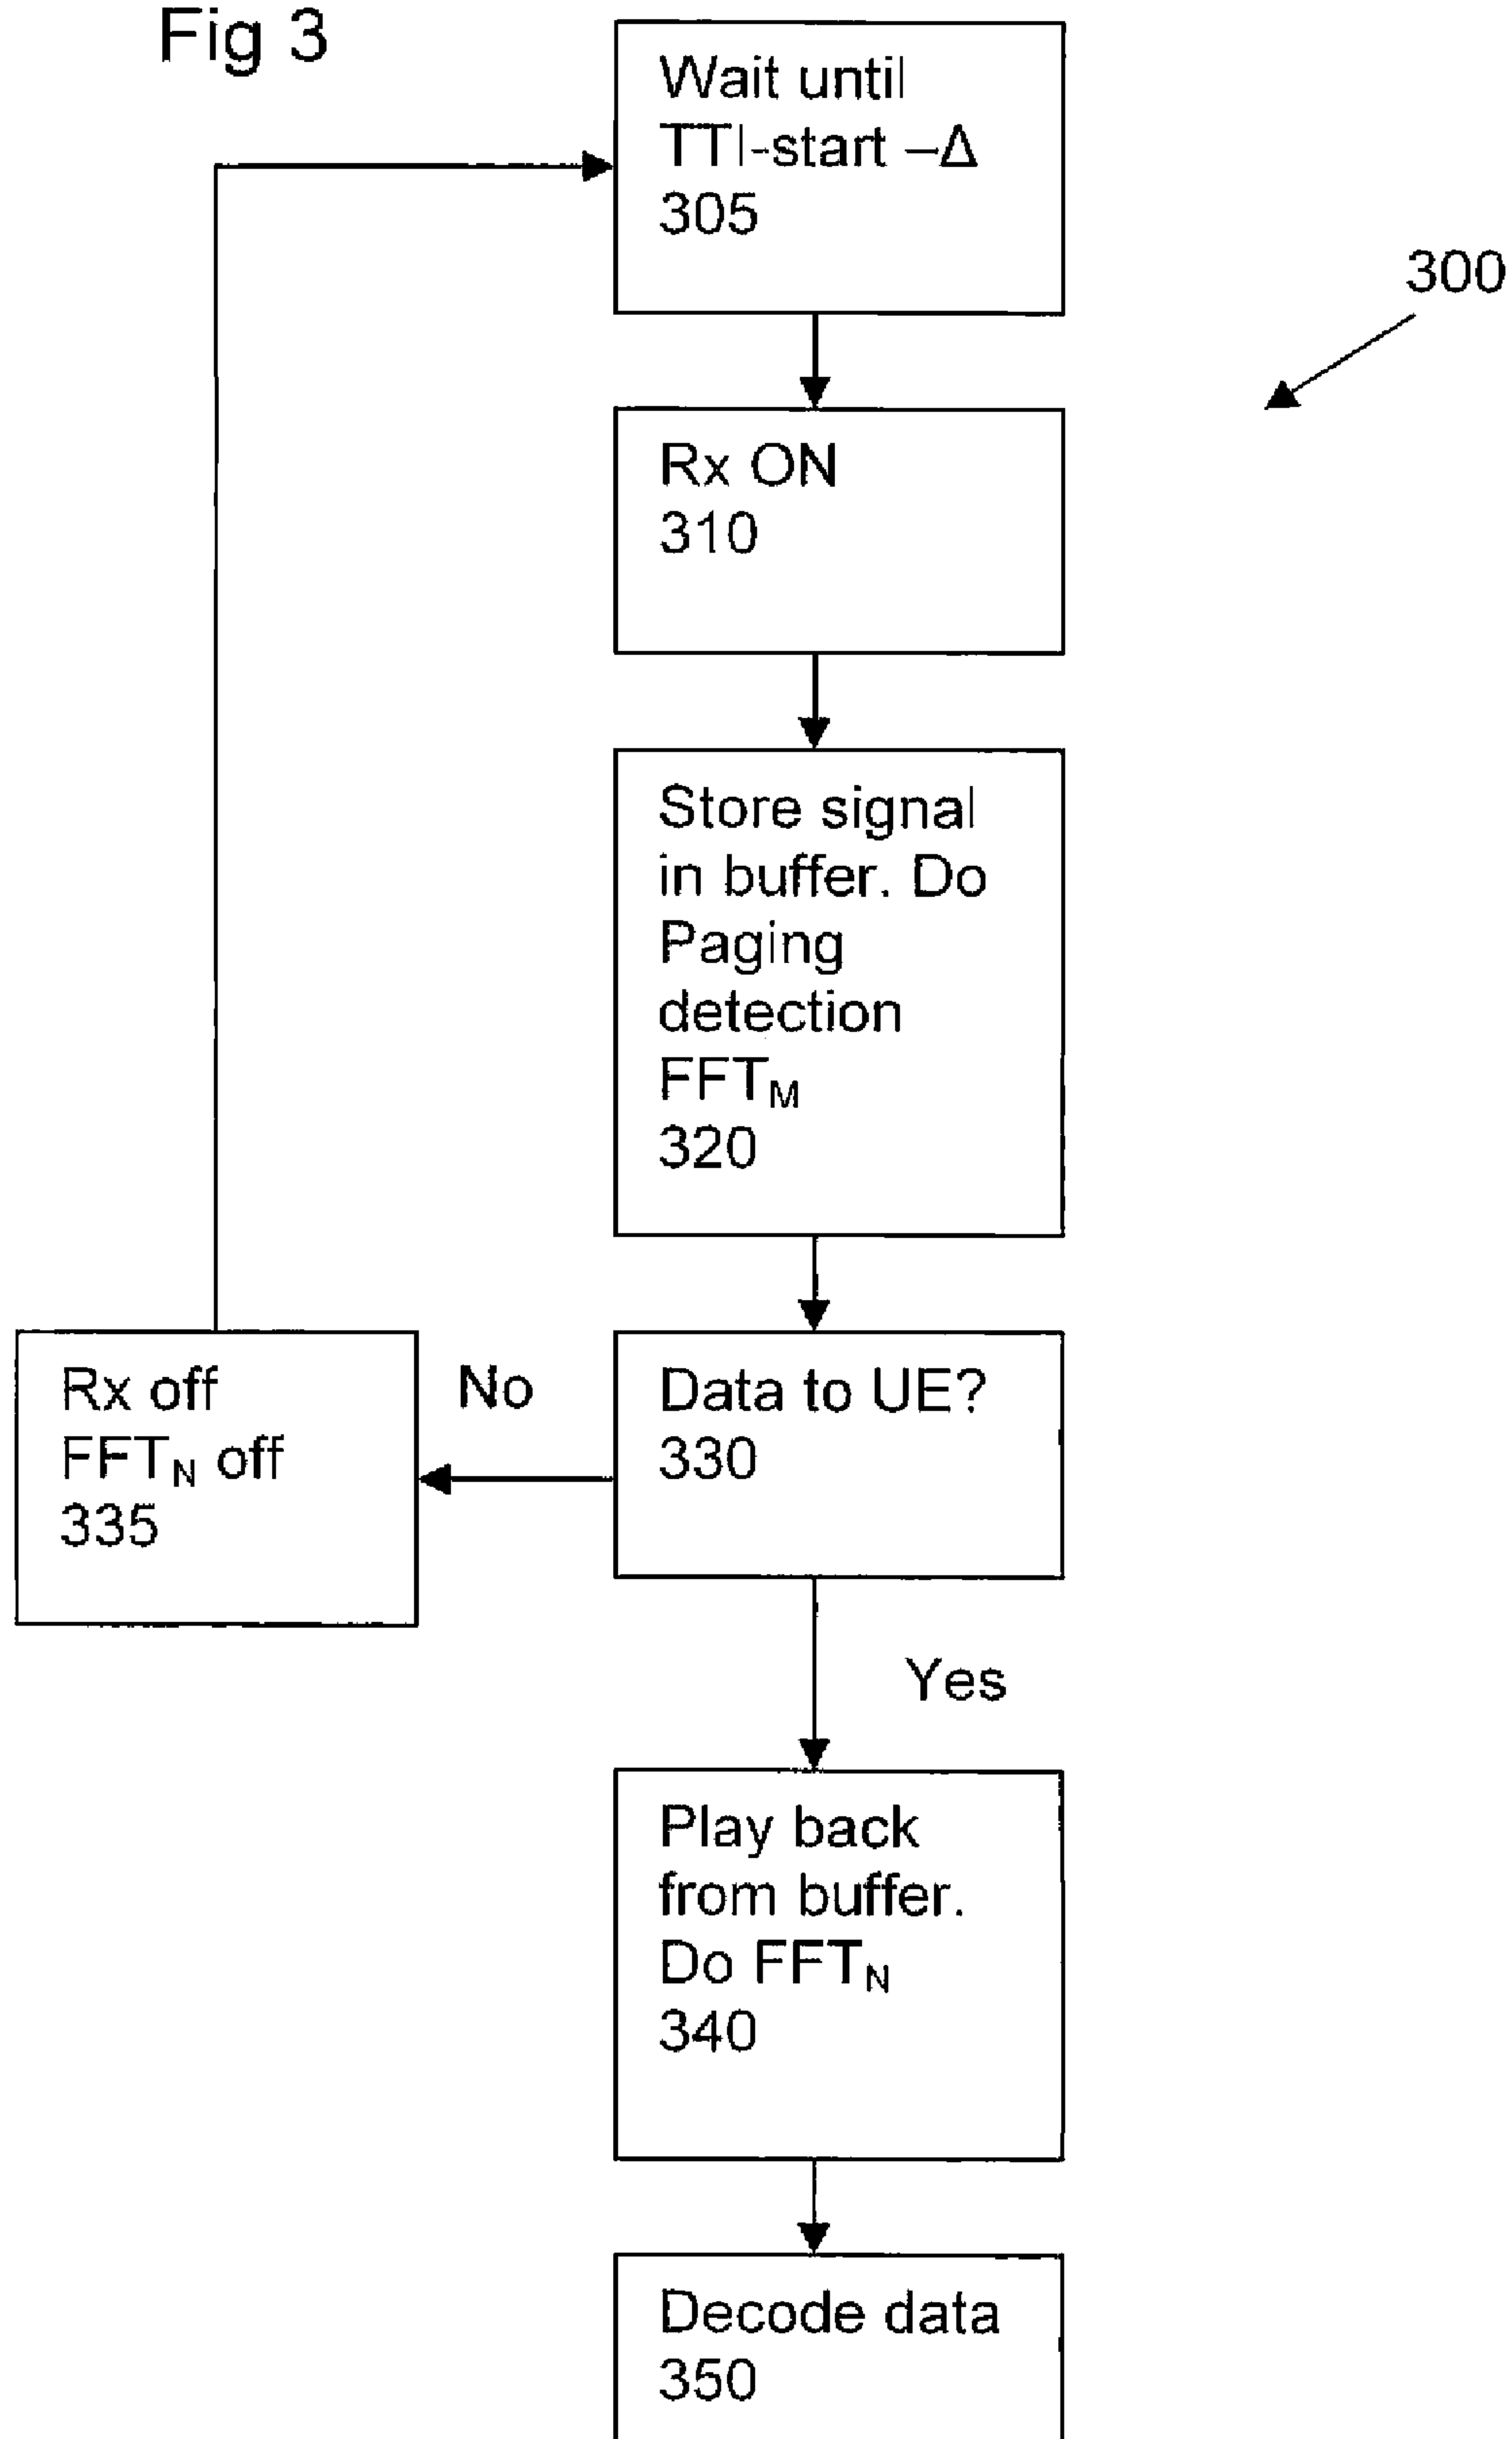 Fig 3
Wait until
TTI-start –Δ
305
300
Rx ON
310
Store signal
in buffer. Do
Paging
detection
FFTM
320
Rx off
FFTN off
335
No
Data to UE?
330
Yes
Play back
from buffer.
Do FFTN
340
Decode data
350